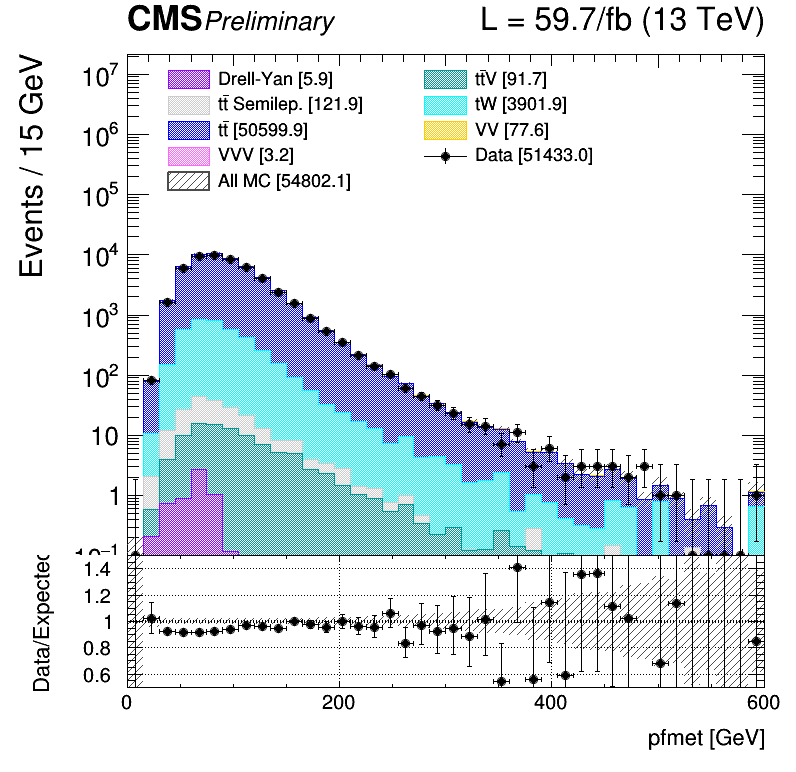 CMS Preliminary L = 59.7/fb (13 TeV)
Events / 15 GeV
Drell-Yan [5.9]
tt̄ Semilep. [121.9]
tt̄ [50599.9]
VVV [3.2]
All MC [54802.1]
tt̄V [91.7]
tW [3901.9]
VV [77.6]
Data [51433.0]
10⁷
10⁶
10⁵
10⁴
10³
10²
10
1
10⁻¹
Data/Expected
1.4
1.2
1
0.8
0.6
0 200 400 600
pfmet [GeV]